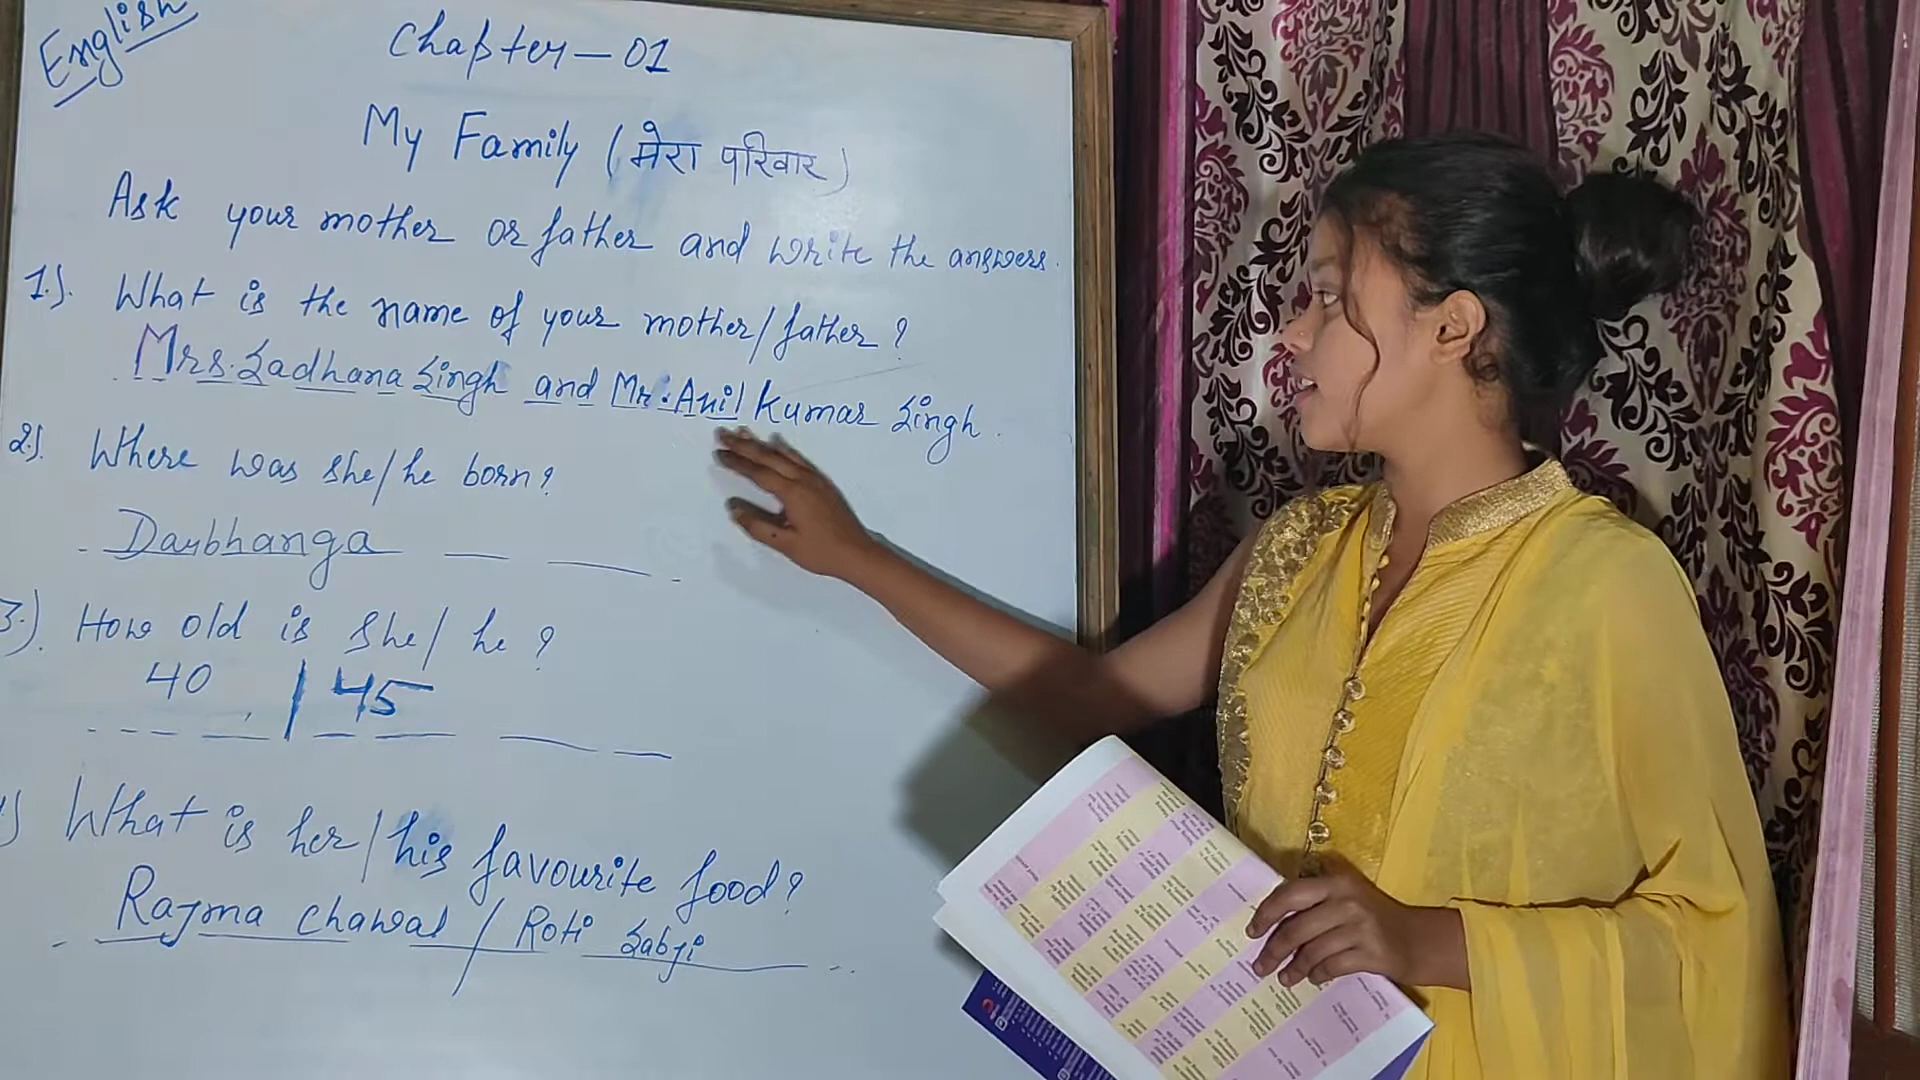 English
Chapter - 01
My Family (मेरा परिवार)
Ask your mother or father and write the answers.
1.). What is the name of your mother/father?
Mrs. Sadhana Singh and Mr. Anil Kumar Singh.
2.). Where was she/he born?
Darbhanga
3.). How old is she/he?
40 | 45
What is her/his favourite food?
Rajma chawal / Roti Sabji